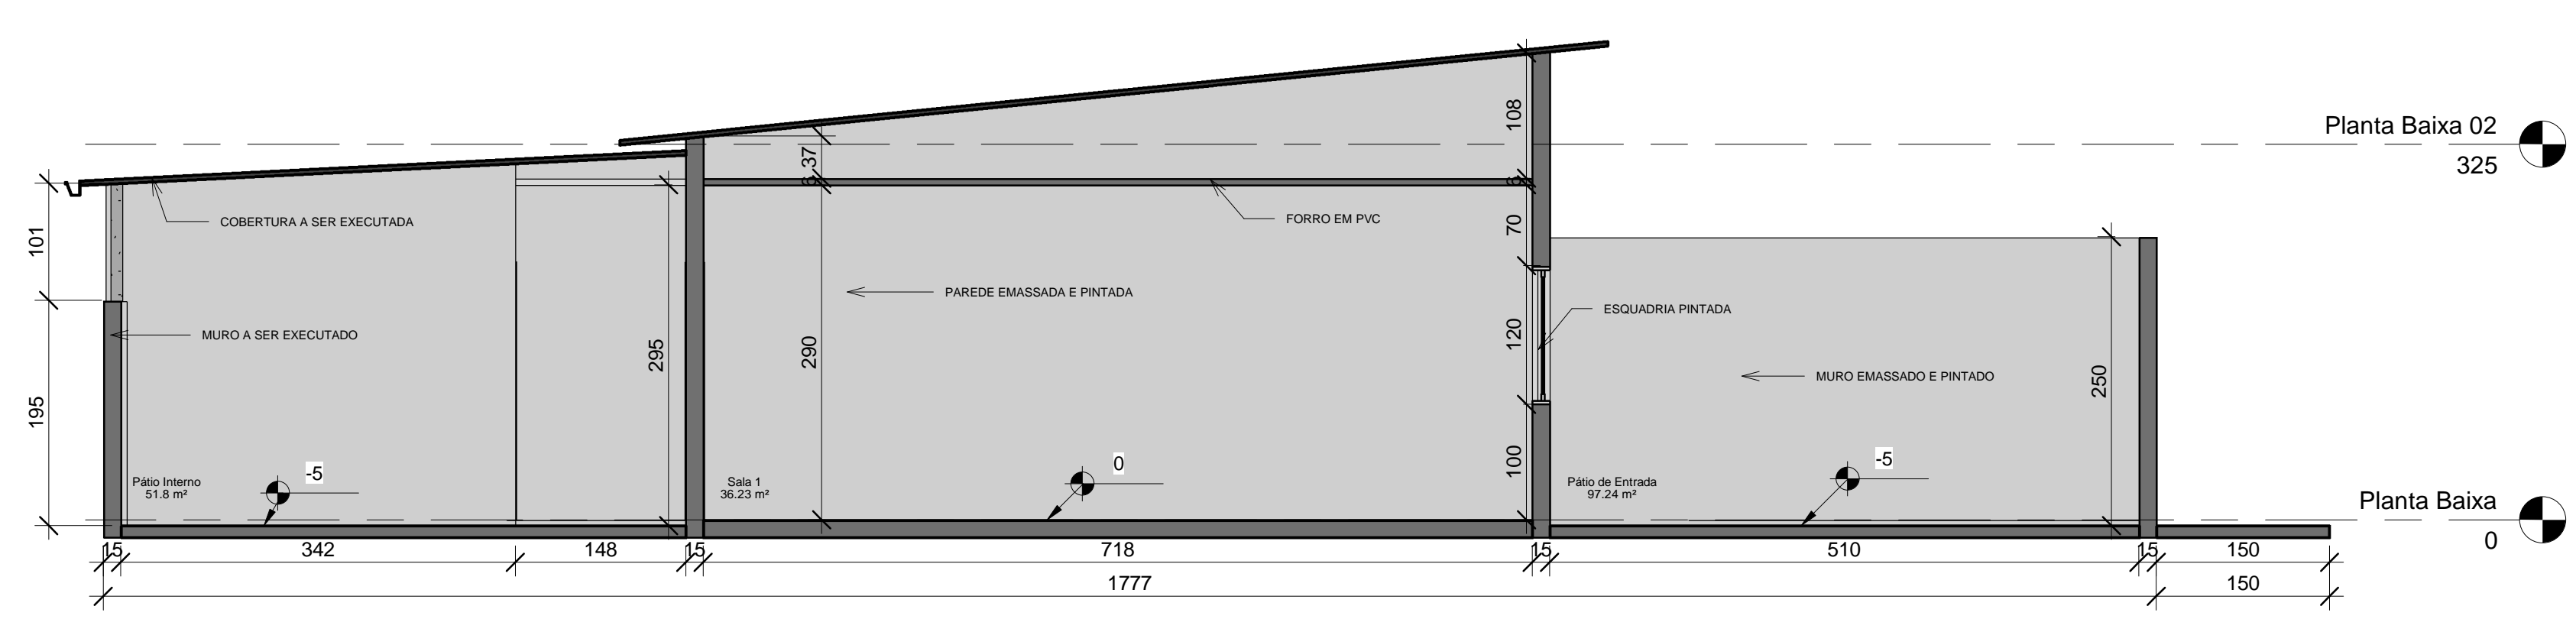 Planta Baixa 02
325
108
37
6
6
101
COBERTURA A SER EXECUTADA
FORRO EM PVC
70
PAREDE EMASSADA E PINTADA
ESQUADRIA PINTADA
MURO A SER EXECUTADO
295
290
120
MURO EMASSADO E PINTADO
250
195
100
-5
0
-5
Pátio Interno
51.8 m²
Sala 1
36.23 m²
Pátio de Entrada
97.24 m²
Planta Baixa
0
15 342 148 15 718 15 510 15 150
1777 150